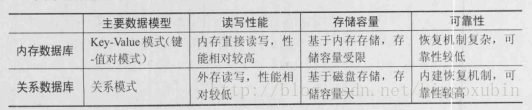 主要数据模型 读写性能 存储容量 可靠性
内存数据库 Key-Value 模式(键-值对模式) 内存直接读写，性能相对较高 基于内存存储，存储容量受限 恢复机制复杂，可靠性较低
关系数据库 关系模式 外存读写，性能相对较低 基于磁盘存储，存储容量大 内建恢复机制，可靠性较高